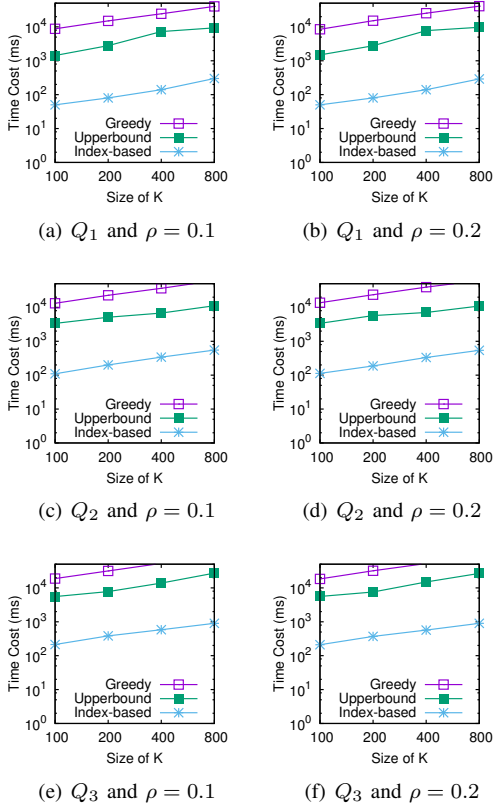 Time Cost (ms)
10^4
10^3
10^2
10^1
10^0
Greedy
Upperbound
Index-based
100 200 400 800
Size of K
(a) Q_1 and ρ = 0.1
Time Cost (ms)
10^4
10^3
10^2
10^1
10^0
Greedy
Upperbound
Index-based
100 200 400 800
Size of K
(b) Q_1 and ρ = 0.2
Time Cost (ms)
10^4
10^3
10^2
10^1
10^0
Greedy
Upperbound
Index-based
100 200 400 800
Size of K
(c) Q_2 and ρ = 0.1
Time Cost (ms)
10^4
10^3
10^2
10^1
10^0
Greedy
Upperbound
Index-based
100 200 400 800
Size of K
(d) Q_2 and ρ = 0.2
Time Cost (ms)
10^4
10^3
10^2
10^1
10^0
Greedy
Upperbound
Index-based
100 200 400 800
Size of K
(e) Q_3 and ρ = 0.1
Time Cost (ms)
10^4
10^3
10^2
10^1
10^0
Greedy
Upperbound
Index-based
100 200 400 800
Size of K
(f) Q_3 and ρ = 0.2